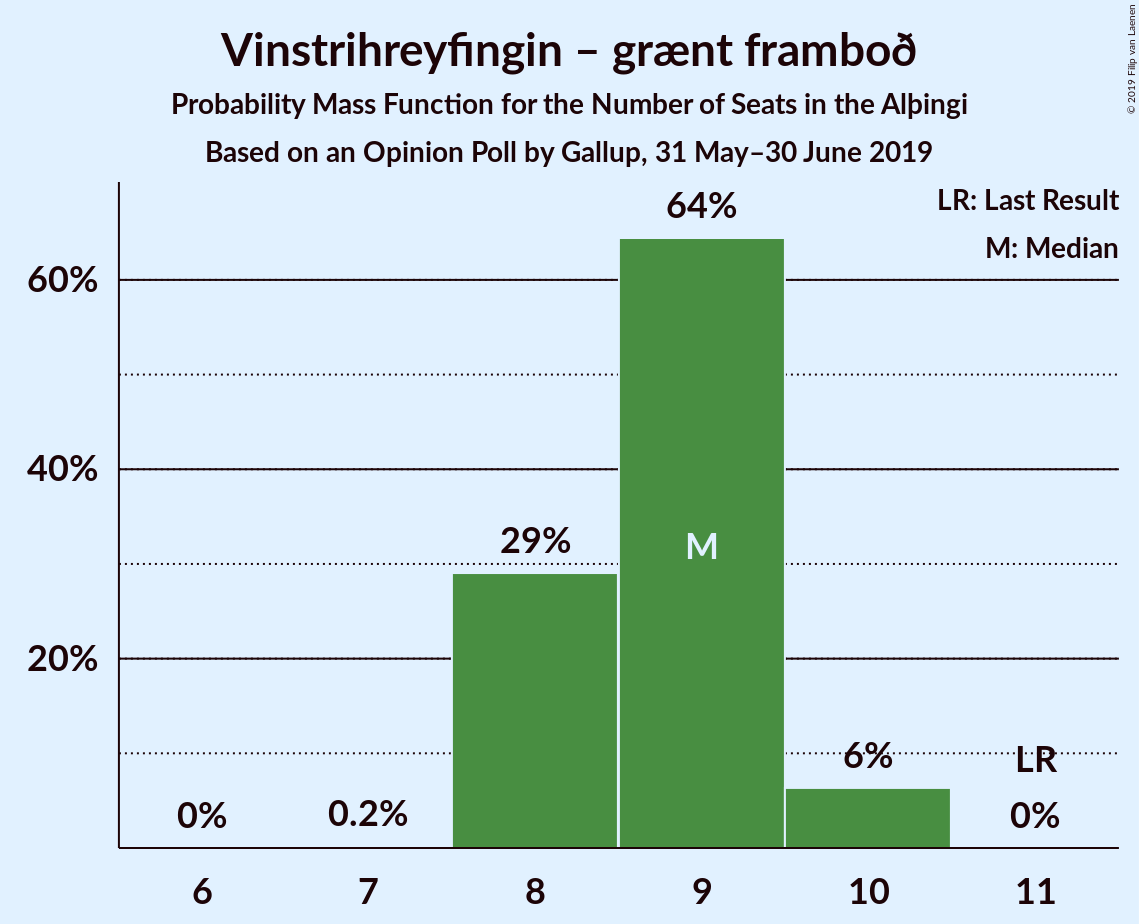 Vinstrihreyfingin – grænt framboð
Probability Mass Function for the Number of Seats in the Alþingi
Based on an Opinion Poll by Gallup, 31 May–30 June 2019
© 2019 Filip van Laenen
LR: Last Result
M: Median
60%
40%
20%
0%
0.2%
29%
64%
M
6%
LR
0%
6 7 8 9 10 11